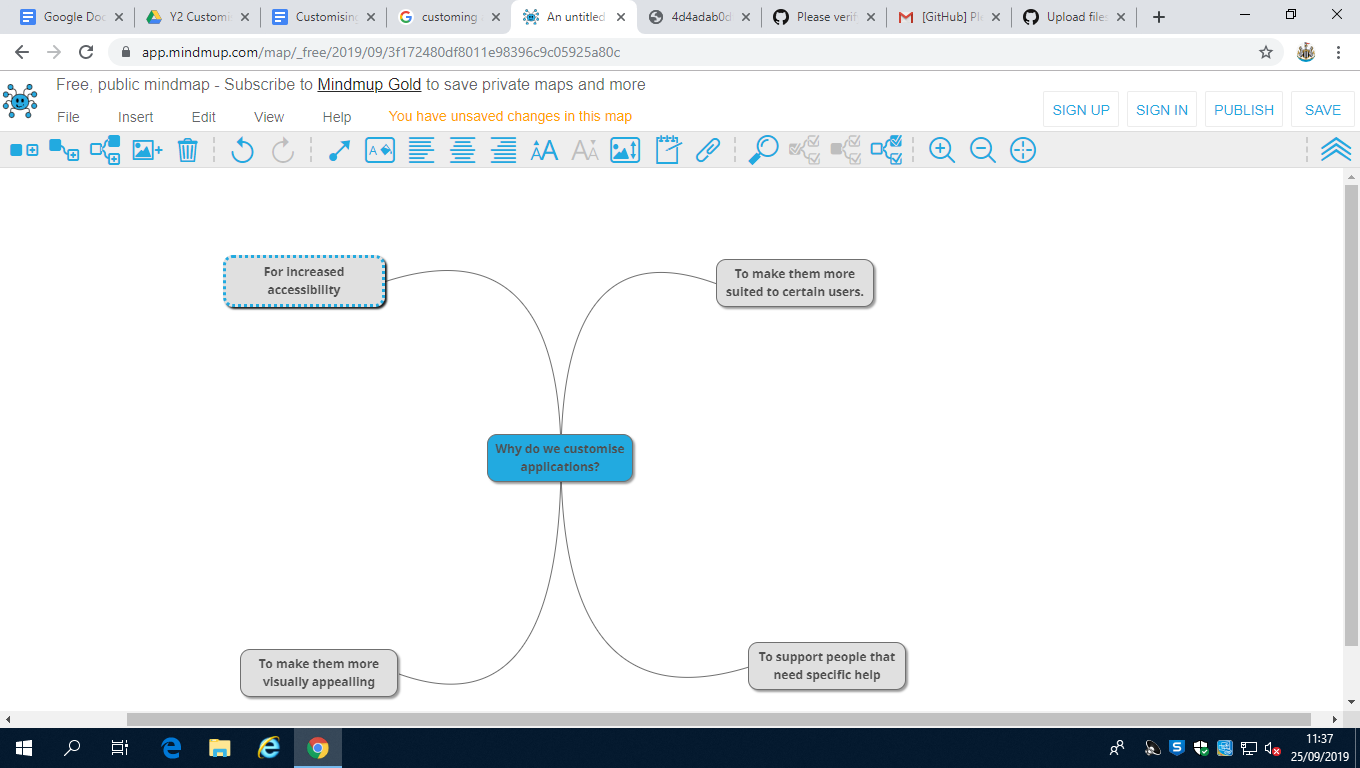 Google Doc
Y2 Custome
Customising
customing
An untitled
4d4adab0d
Please verif
[GitHub] Ple
Upload files
app.mindmup.com/map/_free/2019/09/3f172480df8011e98396c9c05925a80c
Free, public mindmap - Subscribe to Mindmup Gold to save private maps and more
File Insert Edit View Help You have unsaved changes in this map
SIGN UP SIGN IN PUBLISH SAVE
For increased
accessibility
To make them more
suited to certain users.
Why do we customise
applications?
To make them more
visually appealling
To support people that
need specific help
11:37
25/09/2019